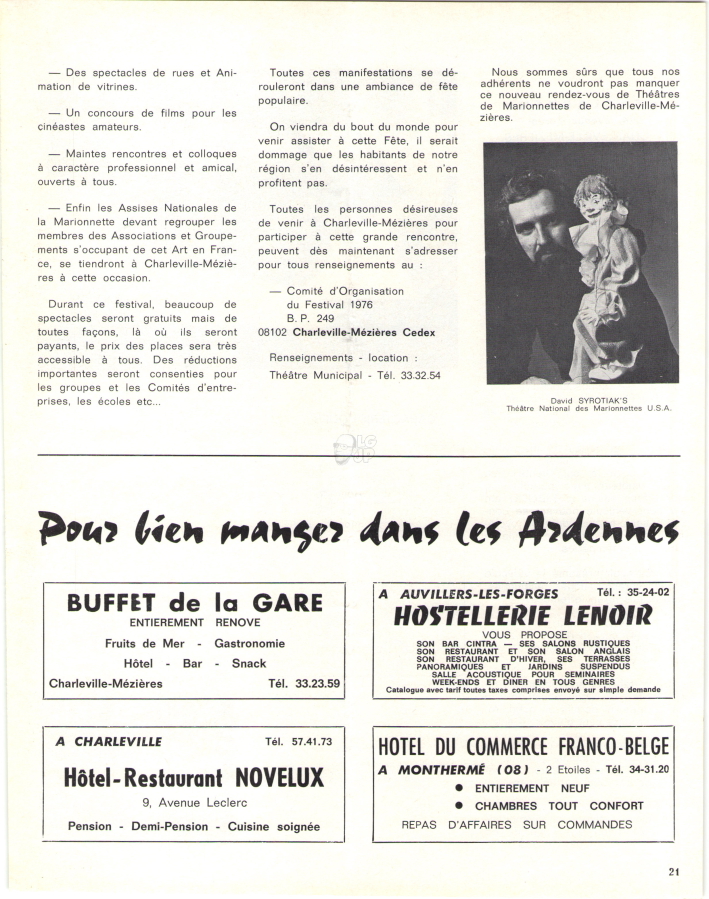 — Des spectacles de rues et Ani-
mation de vitrines.
— Un concours de films pour les
cinéastes amateurs.
— Maintes rencontres et colloques
à caractère professionnel et amical,
ouverts à tous.
— Enfin les Assises Nationales de
la Marionnette devant regrouper les
membres des Associations et Groupe-
ments s'occupant de cet Art en Fran-
ce, se tiendront à Charleville-Méziè-
res à cette occasion.
Durant ce festival, beaucoup de
spectacles seront gratuits mais de
toutes façons, là où ils seront
payants, le prix des places sera très
accessible à tous. Des réductions
importantes seront consenties pour
les groupes et les Comités d'entre-
prises, les écoles etc...
Toutes ces manifestations se dé-
rouleront dans une ambiance de fête
populaire.
On viendra du bout du monde pour
venir assister à cette Fête, il serait
dommage que les habitants de notre
région s'en désintéressent et n'en
profitent pas.
Toutes les personnes désireuses
de venir à Charleville-Mézières pour
participer à cette grande rencontre,
peuvent dès maintenant s'adresser
pour tous renseignements au :
— Comité d'Organisation
du Festival 1976
B. P. 249
08102 Charleville-Mézières Cedex
Renseignements - location :
Théâtre Municipal - Tél. 33.32.54
Nous sommes sûrs que tous nos
adhérents ne voudront pas manquer
ce nouveau rendez-vous de Théâtres
de Marionnettes de Charleville-Mé-
zières.
David SYROTIAK'S
Théâtre National des Marionnettes U.S.A.
LG
JP
Pour bien manger dans les Ardennes
BUFFET de la GARE
ENTIEREMENT RENOVE
Fruits de Mer - Gastronomie
Hôtel - Bar - Snack
Charleville-Mézières Tél. 33.23.59
A AUVILLERS-LES-FORGES Tél. : 35-24-02
HOSTELLERIE LENOIR
VOUS PROPOSE
SON BAR CINTRA — SES SALONS RUSTIQUES
SON RESTAURANT ET SON SALON ANGLAIS
SON RESTAURANT D'HIVER, SES TERRASSES
PANORAMIQUES ET JARDINS SUSPENDUS
SALLE ACOUSTIQUE POUR SEMINAIRES
WEEK-ENDS ET DINER EN TOUS GENRES
Catalogue avec tarif toutes taxes comprises envoyé sur simple demande
A CHARLEVILLE Tél. 57.41.73
Hôtel-Restaurant NOVELUX
9, Avenue Leclerc
Pension - Demi-Pension - Cuisine soignée
HOTEL DU COMMERCE FRANCO-BELGE
A MONTHERMÉ (08) - 2 Etoiles - Tél. 34-31.20
● ENTIEREMENT NEUF
● CHAMBRES TOUT CONFORT
REPAS D'AFFAIRES SUR COMMANDES
21